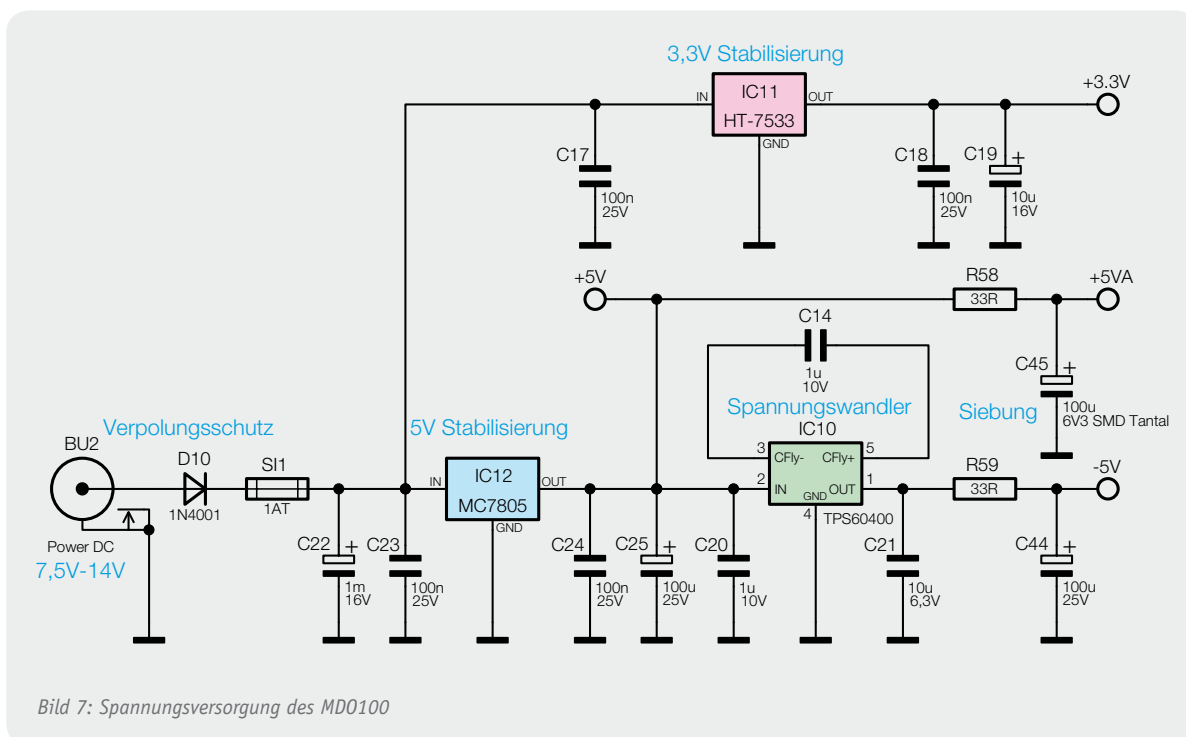 3,3V Stabilisierung
IC11
HT-7533
IN
OUT
GND
+3.3V
C17
100n
25V
C18
100n
25V
C19
+
10u
16V
+5V
R58
33R
+5VA
C14
1u
10V
C45
+
100u
6V3 SMD Tantal
Verpolungsschutz
5V Stabilisierung
Spannungswandler
Siebung
BU2
D10
1N4001
SI1
1AT
IC12
MC7805
IN
OUT
GND
IC10
3
CFly-
CFly+
5
2
IN
GND
OUT
1
4
TPS60400
R59
33R
-5V
Power DC
7,5V-14V
C22
+
1m
16V
C23
100n
25V
C24
100n
25V
C25
+
100u
25V
C20
1u
10V
C21
10u
6,3V
C44
+
100u
25V
Bild 7: Spannungsversorgung des MDO100